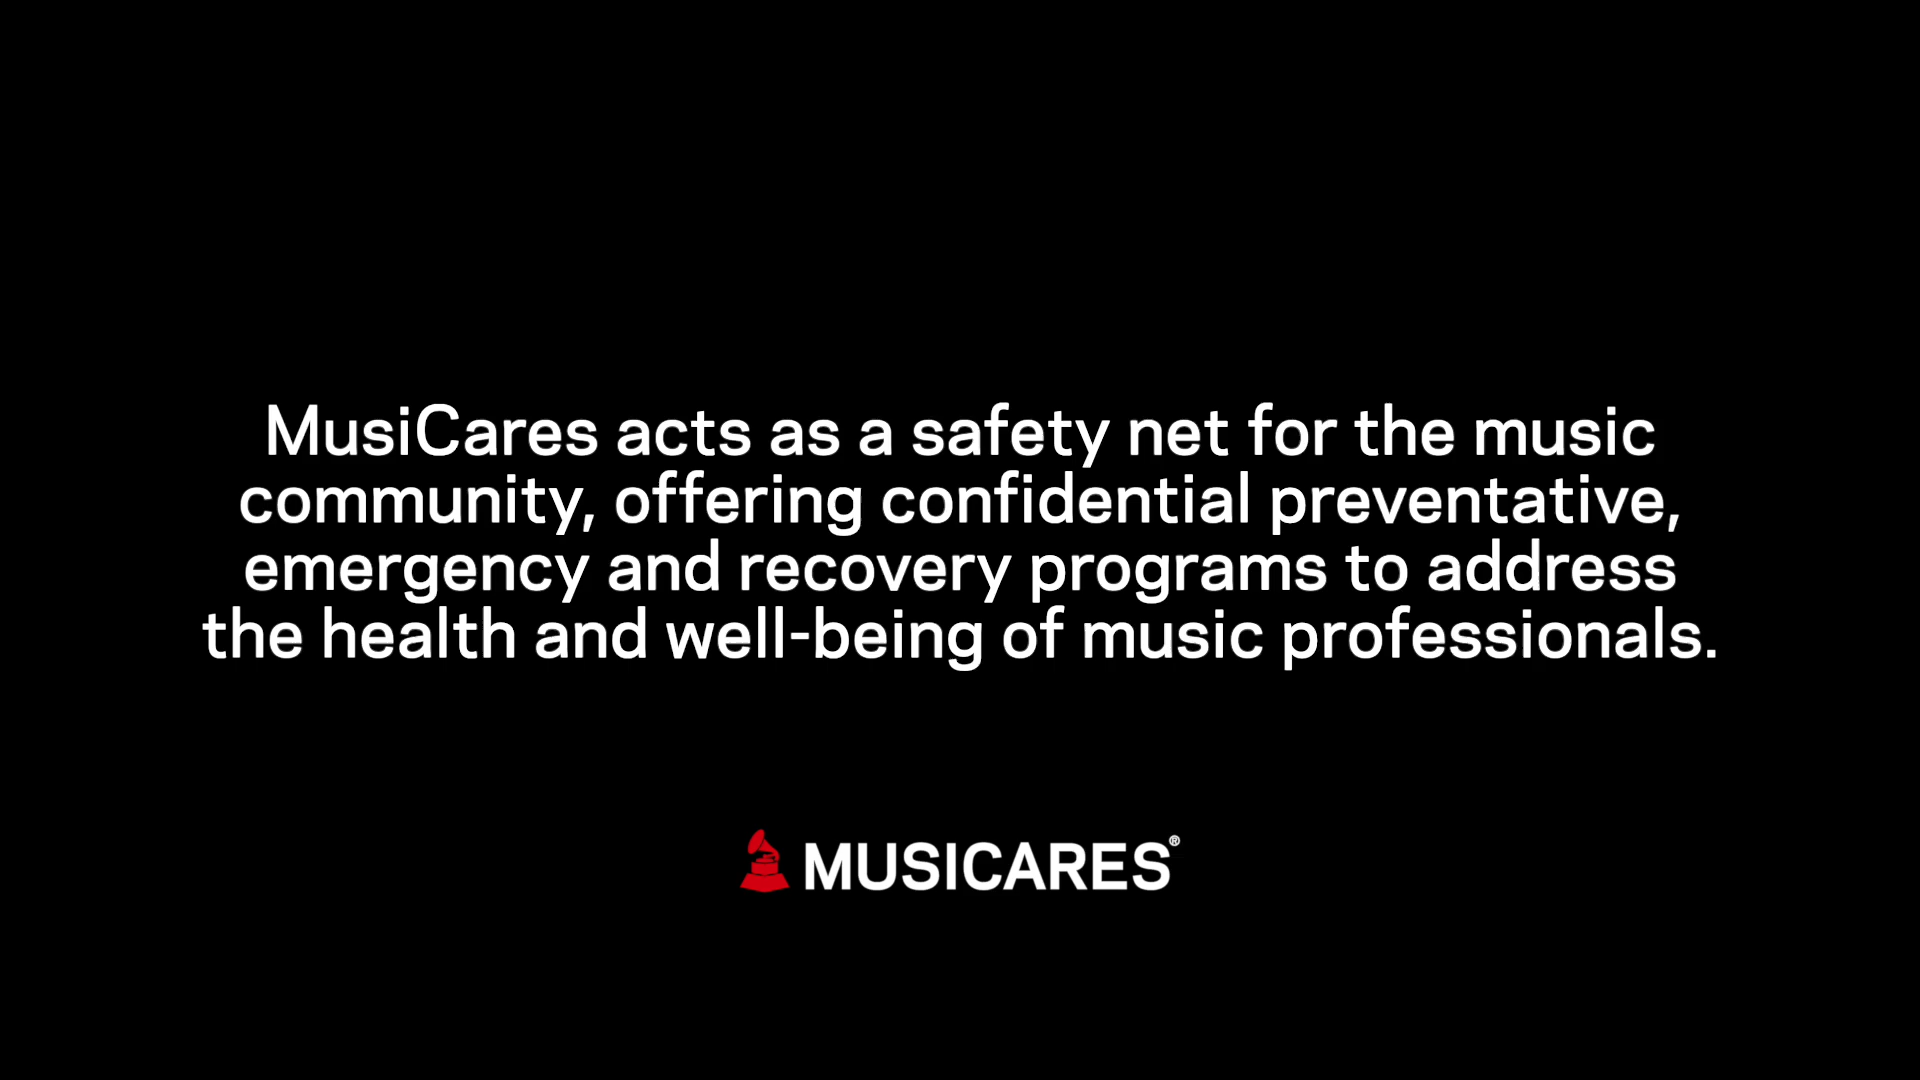 MusiCares acts as a safety net for the music
community, offering confidential preventative,
emergency and recovery programs to address
the health and well-being of music professionals.
MUSICARES®